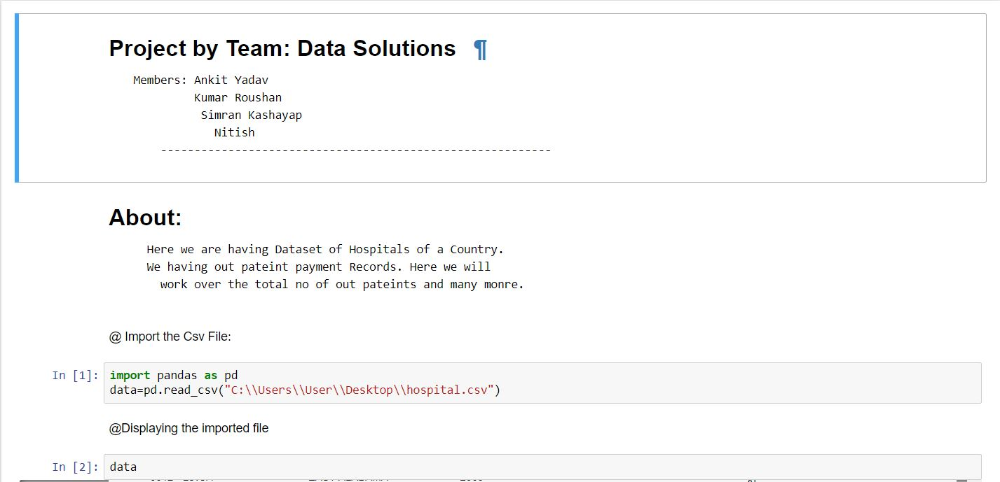 Project by Team: Data Solutions ¶
Members: Ankit Yadav
Kumar Roushan
Simran Kashayap
Nitish
----------------------------------------------------------
About:
Here we are having Dataset of Hospitals of a Country.
We having out pateint payment Records. Here we will
work over the total no of out pateints and many monre.
@ Import the Csv File:
In [1]: import pandas as pd
data=pd.read_csv("C:\\Users\\User\\Desktop\\hospital.csv")
@Displaying the imported file
In [2]: data